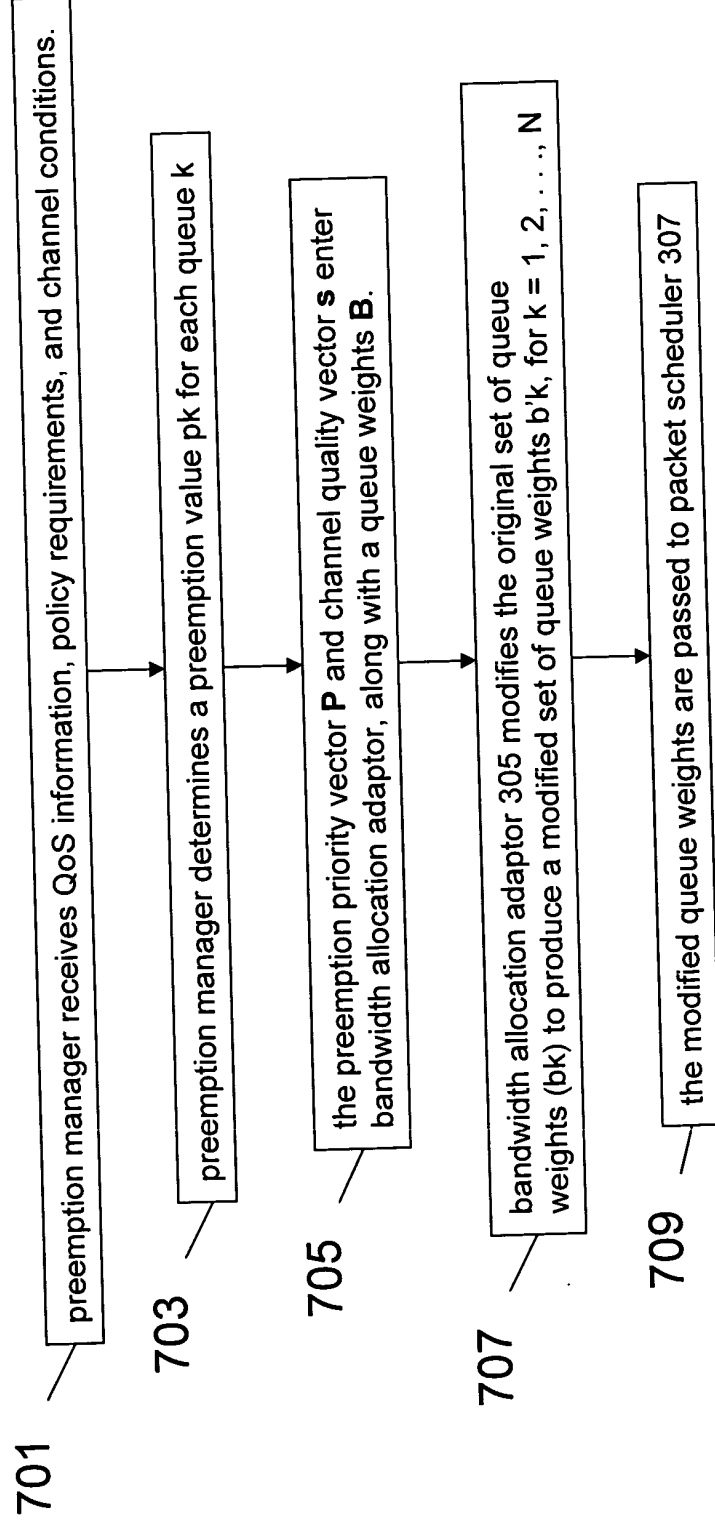 701
preemption manager receives QoS information, policy requirements, and channel conditions.
703
preemption manager determines a preemption value pk for each queue k
705
the preemption priority vector P and channel quality vector s enter
bandwidth allocation adaptor, along with a queue weights B.
707
bandwidth allocation adaptor 305 modifies the original set of queue
weights (bk) to produce a modified set of queue weights b'k, for k = 1, 2, . . ., N
709
the modified queue weights are passed to packet scheduler 307